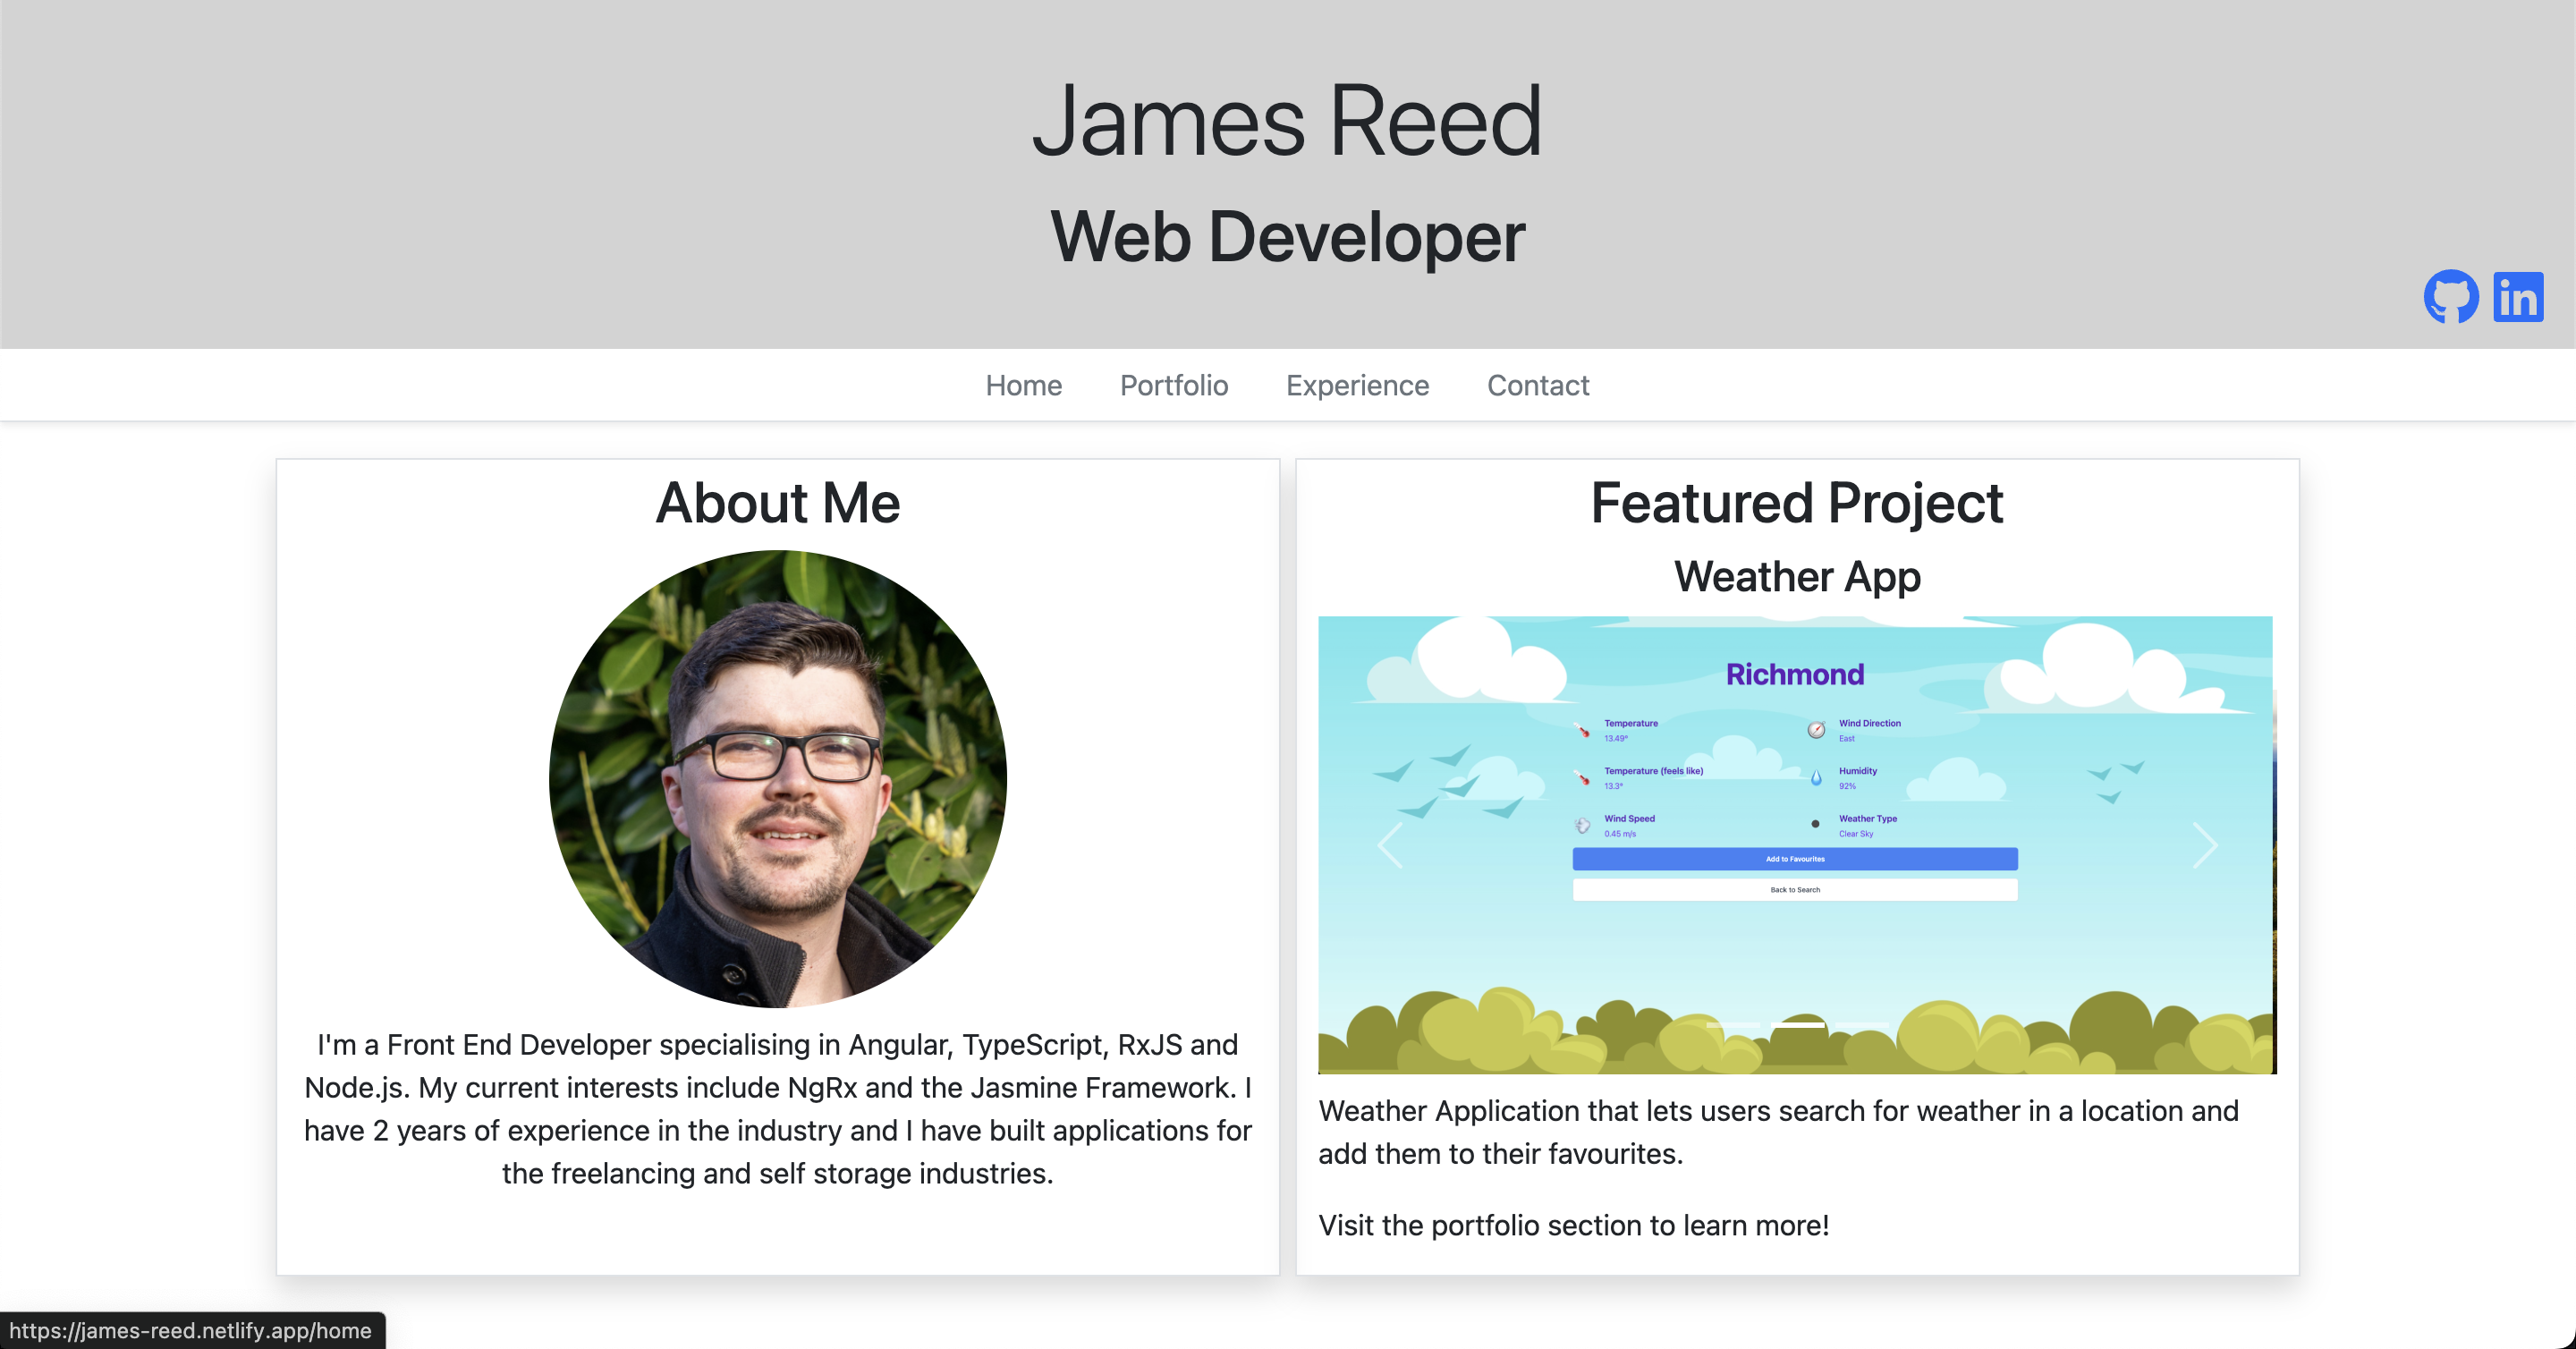 James Reed
Web Developer
in
Home Portfolio Experience Contact
About Me
I'm a Front End Developer specialising in Angular, TypeScript, RxJS and
Node.js. My current interests include NgRx and the Jasmine Framework. I
have 2 years of experience in the industry and I have built applications for
the freelancing and self storage industries.
Featured Project
Weather App
Richmond
Temperature
13.49°
Wind Direction
East
Temperature (feels like)
13.3°
Humidity
92%
Wind Speed
0.45 m/s
Weather Type
Clear Sky
Add to Favourites
Back to Search
Weather Application that lets users search for weather in a location and
add them to their favourites.
Visit the portfolio section to learn more!
https://james-reed.netlify.app/home